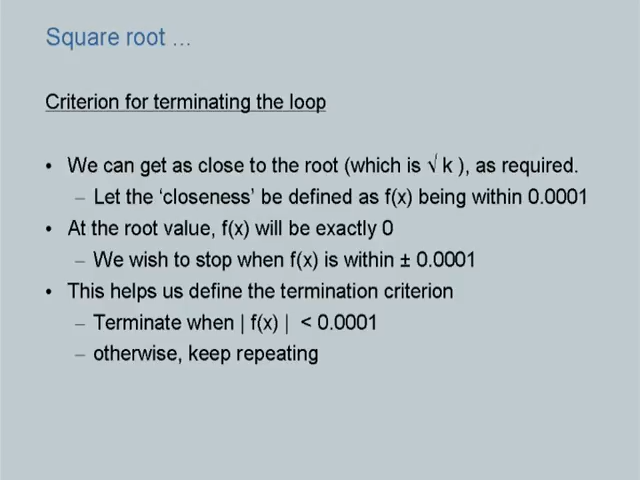 Square root ...
Criterion for terminating the loop
• We can get as close to the root (which is √ k ), as required.
– Let the ‘closeness’ be defined as f(x) being within 0.0001
• At the root value, f(x) will be exactly 0
– We wish to stop when f(x) is within ± 0.0001
• This helps us define the termination criterion
– Terminate when | f(x) | < 0.0001
– otherwise, keep repeating